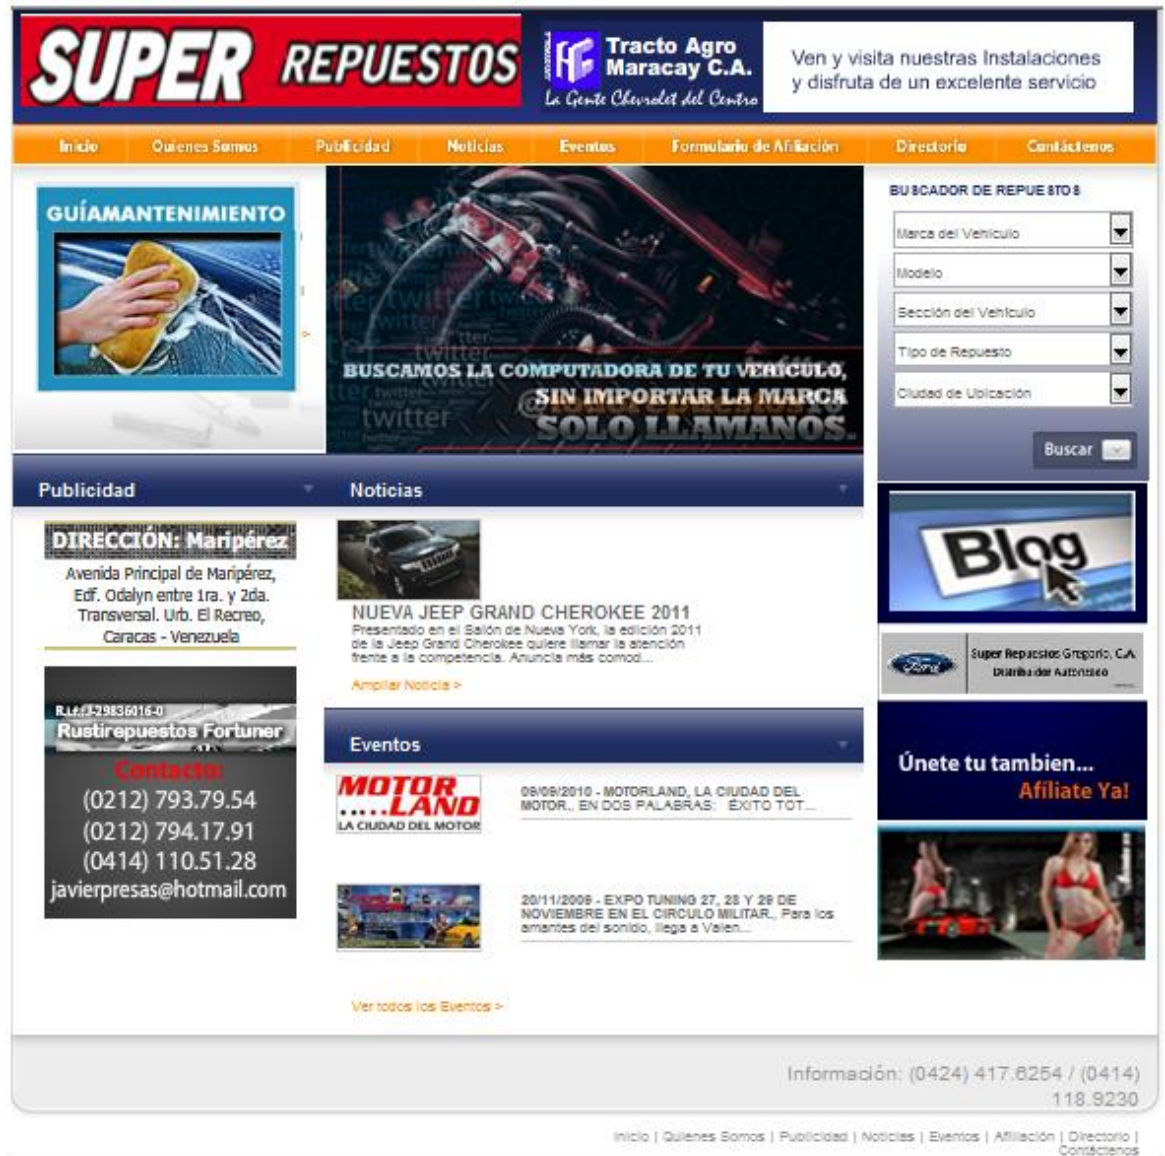 SUPER REPUESTOS
Tracto Agro
Maracay C.A.
La Gente Chevrolet del Centro
Ven y visita nuestras Instalaciones
y disfruta de un excelente servicio
Inicio
Quienes Somos
Publicidad
Noticias
Eventos
Formulario de Afiliación
Directorio
Contáctenos
GUÍAMANTENIMIENTO
twitter
twitter
BUSCAMOS LA COMPUTADORA DE TU VEHÍCULO,
SIN IMPORTAR LA MARCA
SOLO LLAMANOS.
BUSCADOR DE REPUESTOS
Marca del Vehículo
Modelo
Sección del Vehículo
Tipo de Repuesto
Ciudad de Ubicación
Buscar
Publicidad
DIRECCIÓN: Maripérez
Avenida Principal de Maripérez,
Edf. Odalyn entre 1ra. y 2da.
Transversal. Urb. El Recreo,
Caracas - Venezuela
R.I.f.:J-29836016-0
Rustirepuestos Fortuner
Contacto:
(0212) 793.79.54
(0212) 794.17.91
(0414) 110.51.28
javierpresas@hotmail.com
Noticias
NUEVA JEEP GRAND CHEROKEE 2011
Presentado en el Salón de Nueva York, la edición 2011
de la Jeep Grand Cherokee quiere llamar la atención
frente a la competencia. Anuncia más comod...
Ampliar Noticia >
Eventos
MOTOR
.....LAND
LA CIUDAD DEL MOTOR
09/09/2010 - MOTORLAND, LA CIUDAD DEL
MOTOR., EN DOS PALABRAS: ÉXITO TOT...
20/11/2009 - EXPO TUNING 27, 28 Y 29 DE
NOVIEMBRE EN EL CIRCULO MILITAR., Para los
amantes del sonido, llega a Valen...
Ver todos los Eventos >
Blog
Ford
Super Repuestos Gregorio, C.A
Distribuidor Autorizado
Únete tu tambien...
Afíliate Ya!
Información: (0424) 417.6254 / (0414)
118.9230
Inicio | Quienes Somos | Publicidad | Noticias | Eventos | Afiliación | Directorio |
Contáctenos